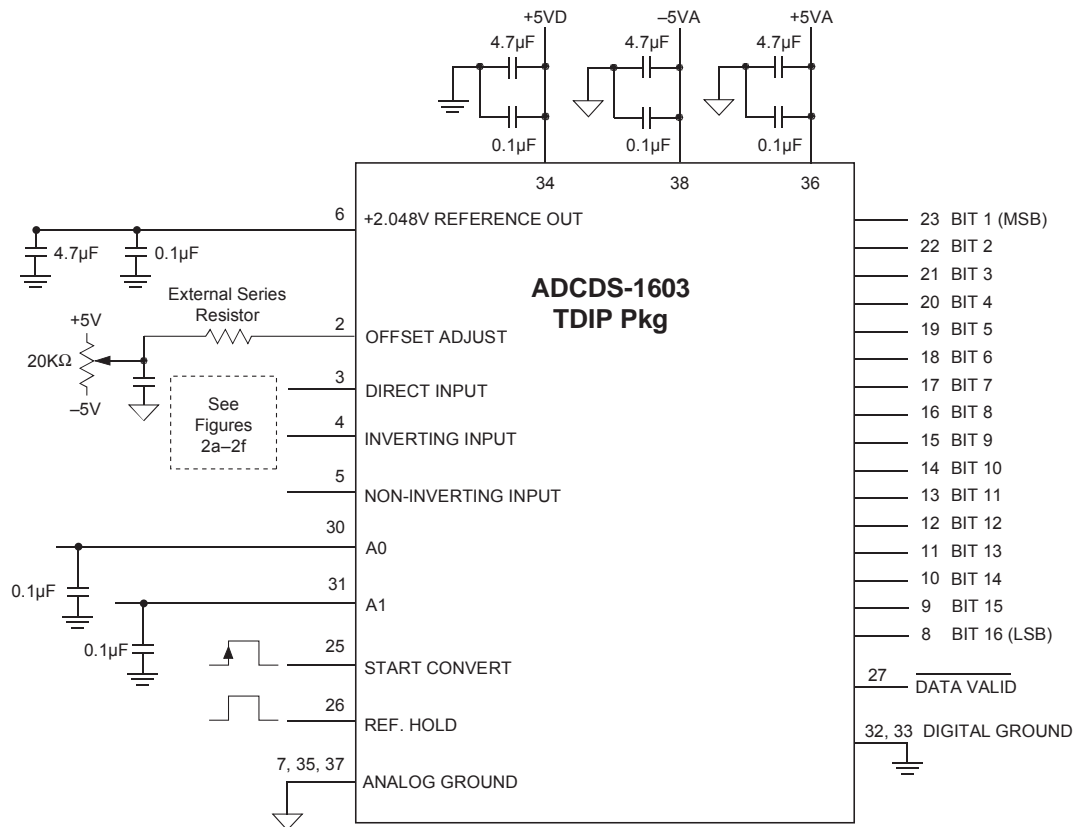 +5VD
–5VA
+5VA
4.7µF
4.7µF
4.7µF
0.1µF
0.1µF
0.1µF
34
38
36
6
+2.048V REFERENCE OUT
4.7µF
0.1µF
ADCDS-1603
TDIP Pkg
External Series
Resistor
+5V
20KΩ
–5V
2
OFFSET ADJUST
3
DIRECT INPUT
See
Figures
2a–2f
4
INVERTING INPUT
5
NON-INVERTING INPUT
30
A0
0.1µF
31
A1
0.1µF
25
START CONVERT
26
REF. HOLD
7, 35, 37
ANALOG GROUND
23 BIT 1 (MSB)
22 BIT 2
21 BIT 3
20 BIT 4
19 BIT 5
18 BIT 6
17 BIT 7
16 BIT 8
15 BIT 9
14 BIT 10
13 BIT 11
12 BIT 12
11 BIT 13
10 BIT 14
9 BIT 15
8 BIT 16 (LSB)
27
DATA VALID
32, 33 DIGITAL GROUND